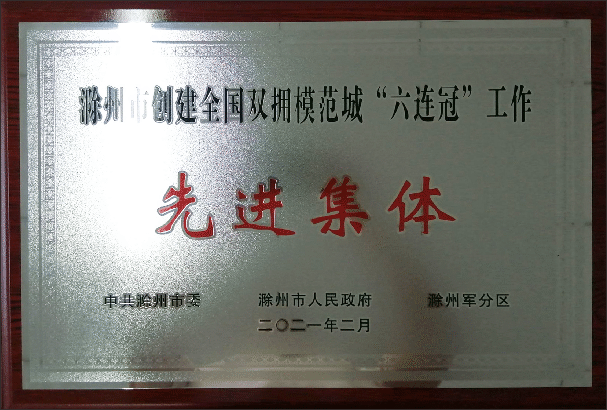 滁州市创建全国双拥模范城“六连冠”工作
先进集体
中共滁州市委 滁州市人民政府 滁州军分区
二〇二一年二月